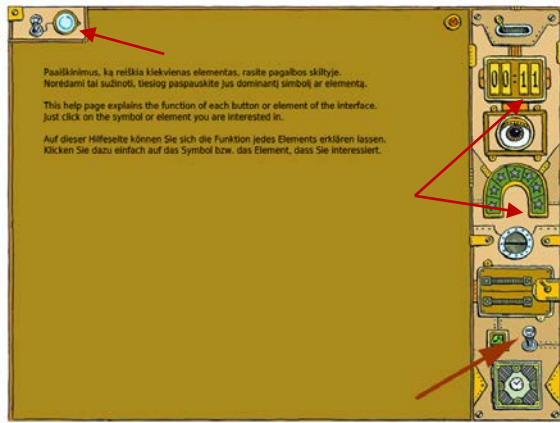 00:11
Paaiškinimus, ką reiškia kiekvienas elementas, rasite pagalbos skiltyje.
Norėdami tai sužinoti, tiesiog paspauskite Jus dominantį simbolį ar elementą.
This help page explains the function of each button or element of the interface.
Just click on the symbol or element you are interested in.
Auf dieser Hilfeseite können Sie sich die Funktion jedes Elements erklären lassen.
Klicken Sie dazu einfach auf das Symbol bzw. das Element, dass Sie interessiert.